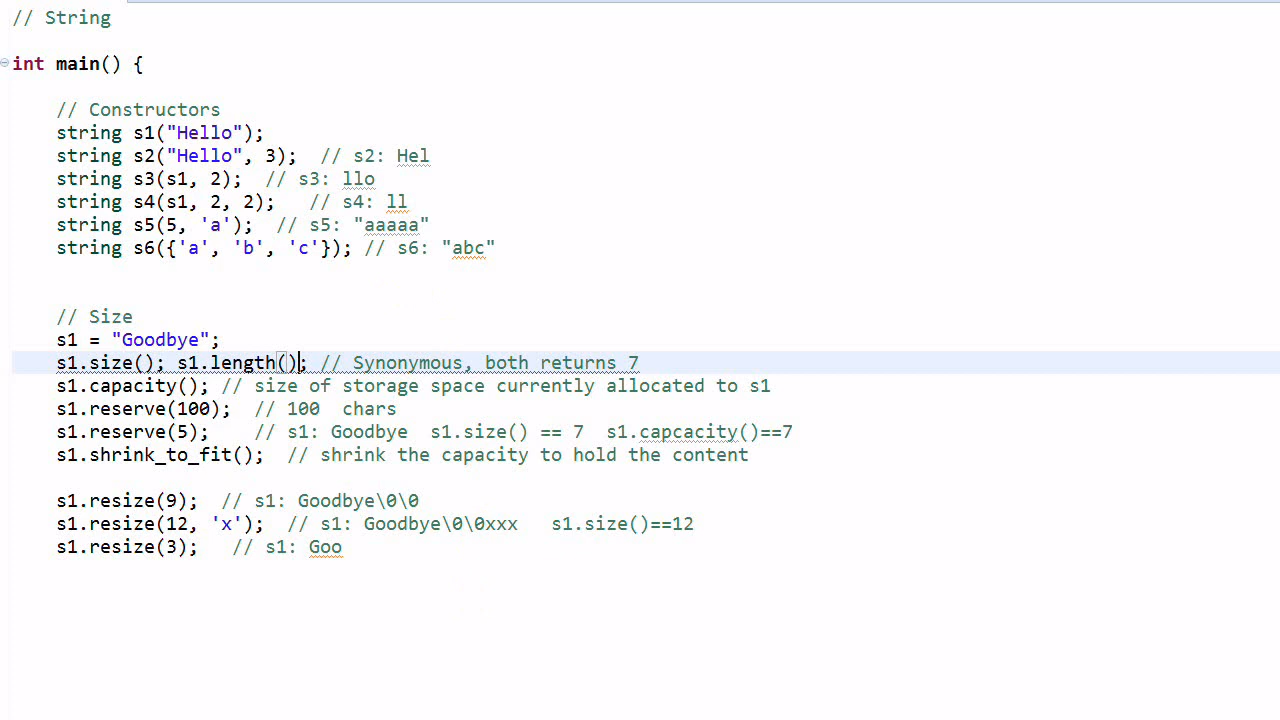 // String
int main() {
// Constructors
string s1("Hello");
string s2("Hello", 3);  // s2: Hel
string s3(s1, 2);  // s3: llo
string s4(s1, 2, 2);   // s4: ll
string s5(5, 'a');  // s5: "aaaaa"
string s6({'a', 'b', 'c'}); // s6: "abc"
// Size
s1 = "Goodbye";
s1.size(); s1.length(); // Synonymous, both returns 7
s1.capacity(); // size of storage space currently allocated to s1
s1.reserve(100);  // 100  chars
s1.reserve(5);    // s1: Goodbye  s1.size() == 7  s1.capcacity()==7
s1.shrink_to_fit();  // shrink the capacity to hold the content
s1.resize(9);  // s1: Goodbye\0\0
s1.resize(12, 'x');  // s1: Goodbye\0\0xxx   s1.size()==12
s1.resize(3);   // s1: Goo